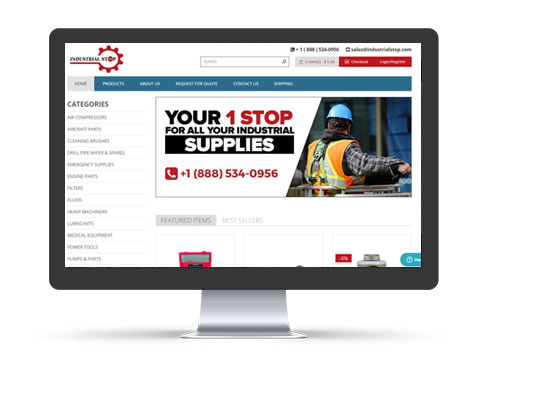 + 1 ( 888 ) 534-0956 sales@industrialstop.com
INDUSTRIAL STOP
SEARCH
0 item(s) - $ 0.00 Checkout Login/Register
HOME PRODUCTS ABOUT US REQUEST FOR QUOTE CONTACT US SHIPPING
CATEGORIES
AIR COMPRESSORS
AIRCRAFT PARTS
CLEANING BRUSHES
DRILL PIPE WIPER & SPARES
EMERGENCY SUPPLIES
ENGINE PARTS
FILTERS
FLUIDS
HEAVY MACHINERY
LUBRICANTS
MEDICAL EQUIPMENT
POWER TOOLS
PUMPS & PARTS
YOUR 1 STOP
FOR ALL YOUR INDUSTRIAL
SUPPLIES
+1 (888) 534-0956
FEATURED ITEMS BEST SELLERS